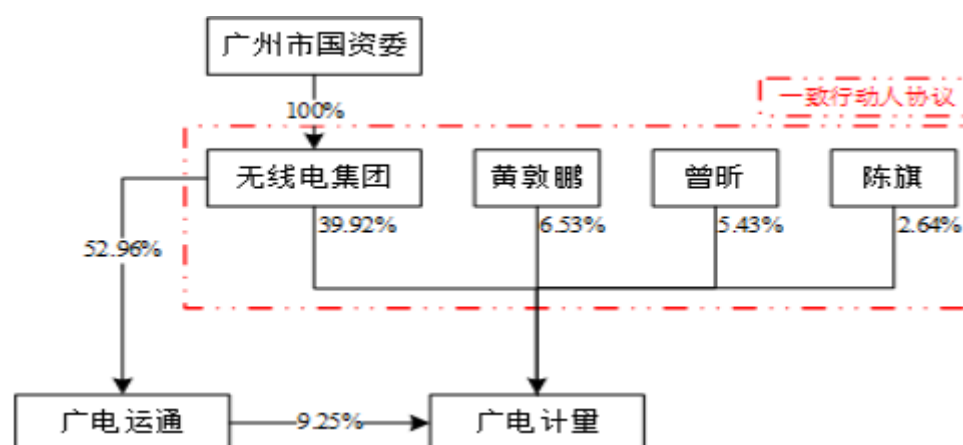 广州市国资委
一致行动人协议
100%
无线电集团
黄敦鹏
曾昕
陈旗
39.92%
6.53%
5.43%
2.64%
52.96%
广电运通
9.25%
广电计量